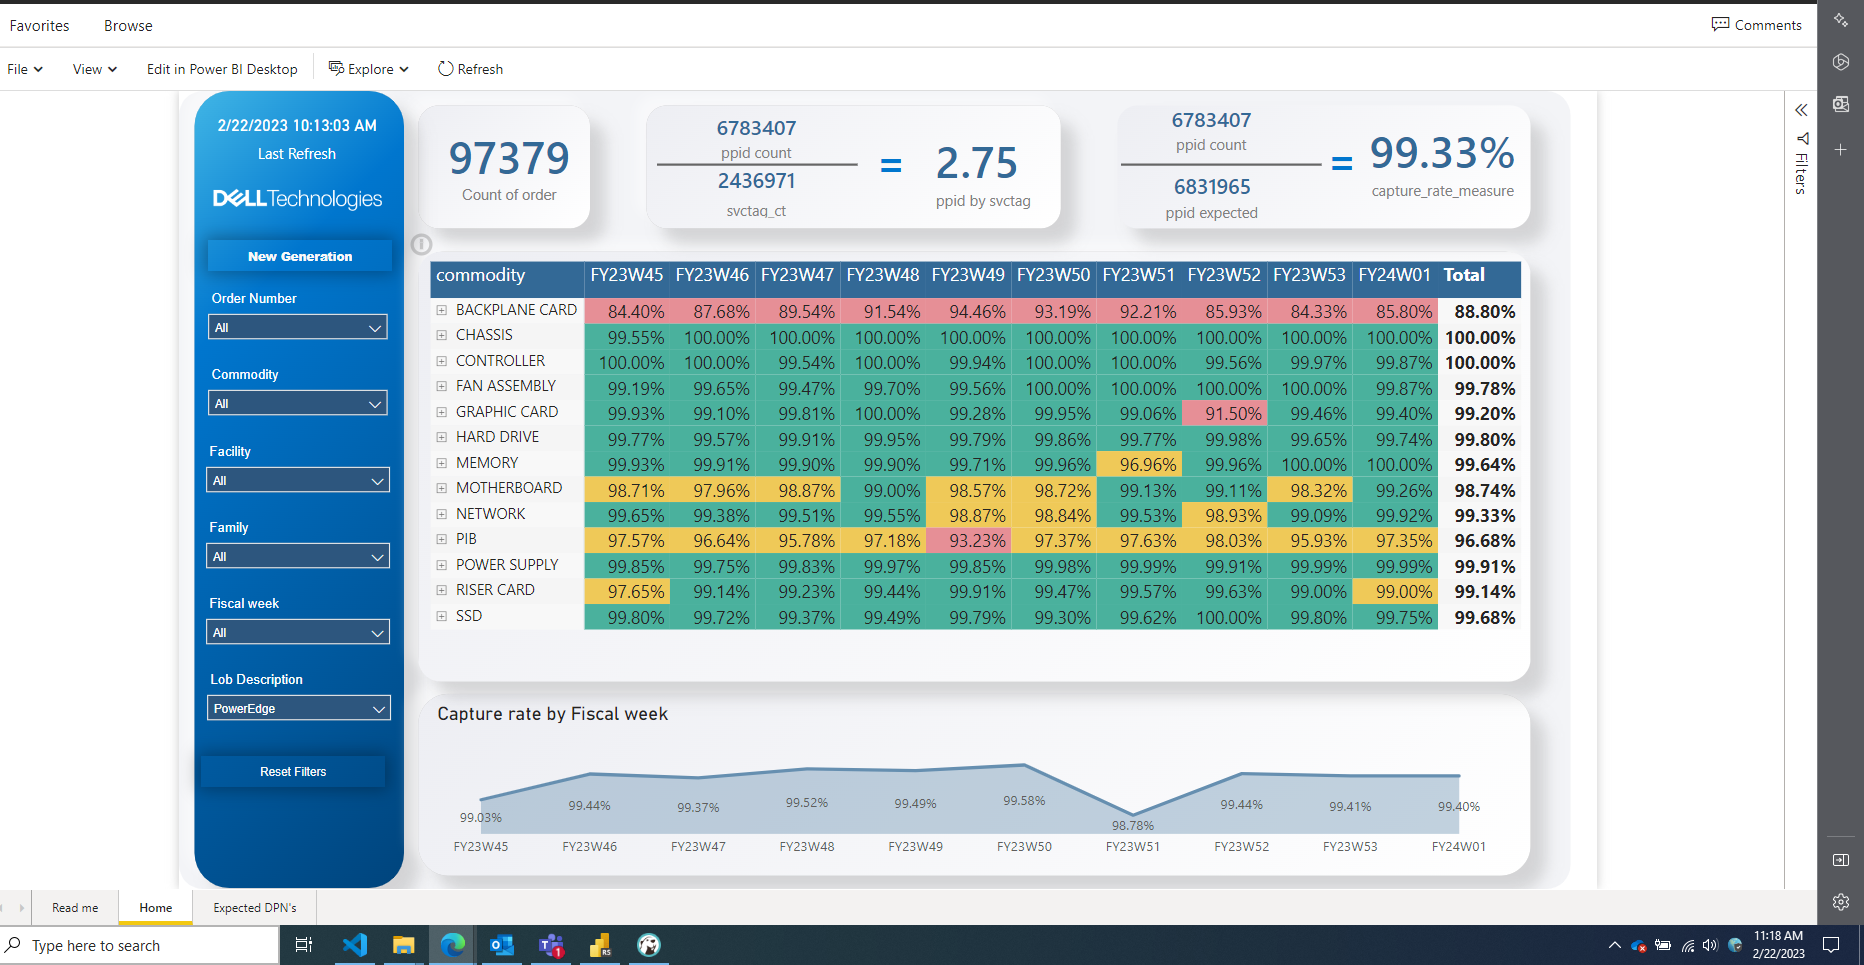 Favorites Browse Comments
File View Edit in Power BI Desktop Explore Refresh
2/22/2023 10:13:03 AM
Last Refresh
DELLTechnologies
New Generation
Order Number
All
Commodity
All
Facility
All
Family
All
Fiscal week
All
Lob Description
PowerEdge
Reset Filters
97379
Count of order
6783407
ppid count
2436971
svctag_ct
=
2.75
ppid by svctag
6783407
ppid count
6831965
ppid expected
=
99.33%
capture_rate_measure
Filters
commodity FY23W45 FY23W46 FY23W47 FY23W48 FY23W49 FY23W50 FY23W51 FY23W52 FY23W53 FY24W01 Total
BACKPLANE CARD 84.40% 87.68% 89.54% 91.54% 94.46% 93.19% 92.21% 85.93% 84.33% 85.80% 88.80%
CHASSIS 99.55% 100.00% 100.00% 100.00% 100.00% 100.00% 100.00% 100.00% 100.00% 100.00% 100.00%
CONTROLLER 100.00% 100.00% 99.54% 100.00% 99.94% 100.00% 100.00% 99.56% 99.97% 99.87% 100.00%
FAN ASSEMBLY 99.19% 99.65% 99.47% 99.70% 99.56% 100.00% 100.00% 100.00% 100.00% 99.87% 99.78%
GRAPHIC CARD 99.93% 99.10% 99.81% 100.00% 99.28% 99.95% 99.06% 91.50% 99.46% 99.40% 99.20%
HARD DRIVE 99.77% 99.57% 99.91% 99.95% 99.79% 99.86% 99.77% 99.98% 99.65% 99.74% 99.80%
MEMORY 99.93% 99.91% 99.90% 99.90% 99.71% 99.96% 96.96% 99.96% 100.00% 100.00% 99.64%
MOTHERBOARD 98.71% 97.96% 98.87% 99.00% 98.57% 98.72% 99.13% 99.11% 98.32% 99.26% 98.74%
NETWORK 99.65% 99.38% 99.51% 99.55% 98.87% 98.84% 99.53% 98.93% 99.09% 99.92% 99.33%
PIB 97.57% 96.64% 95.78% 97.18% 93.23% 97.37% 97.63% 98.03% 95.93% 97.35% 96.68%
POWER SUPPLY 99.85% 99.75% 99.83% 99.97% 99.85% 99.98% 99.99% 99.91% 99.99% 99.99% 99.91%
RISER CARD 97.65% 99.14% 99.23% 99.44% 99.91% 99.47% 99.57% 99.63% 99.00% 99.00% 99.14%
SSD 99.80% 99.72% 99.37% 99.49% 99.79% 99.30% 99.62% 100.00% 99.80% 99.75% 99.68%
Capture rate by Fiscal week
99.03% 99.44% 99.37% 99.52% 99.49% 99.58% 98.78% 99.44% 99.41% 99.40%
FY23W45 FY23W46 FY23W47 FY23W48 FY23W49 FY23W50 FY23W51 FY23W52 FY23W53 FY24W01
Read me Home Expected DPN's
Type here to search
1
RS
11:18 AM
2/22/2023